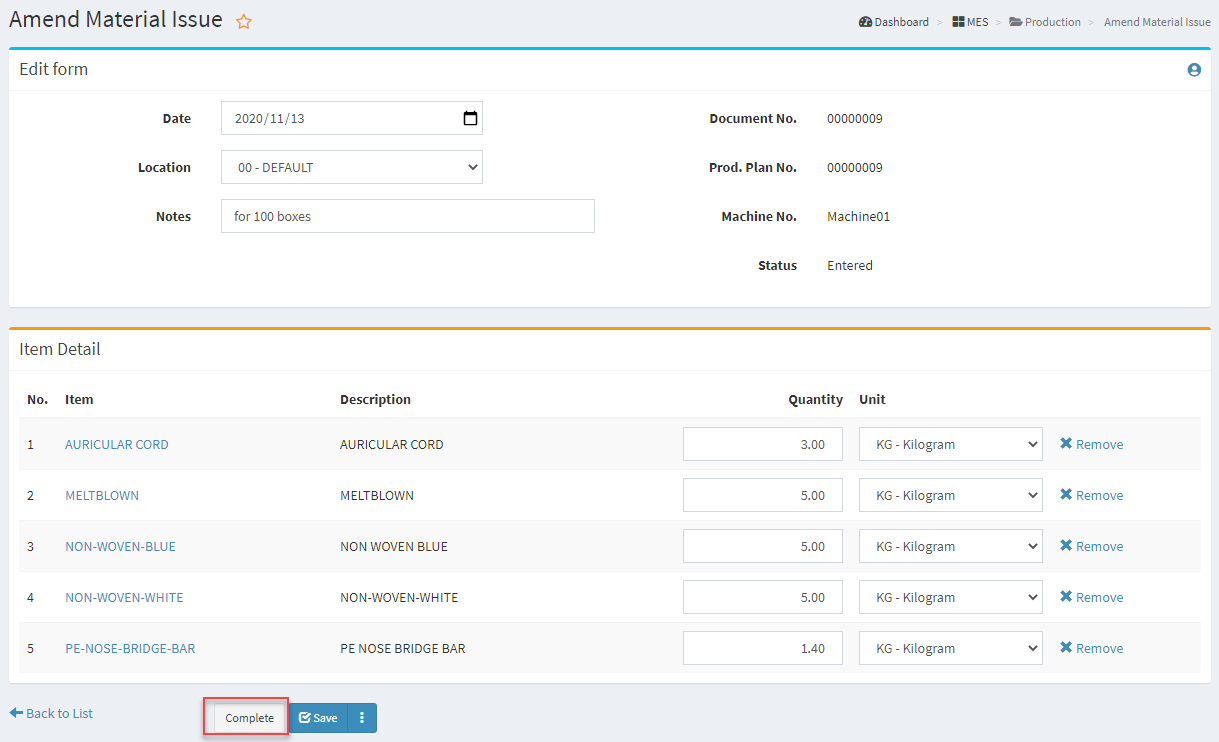 Amend Material Issue
Dashboard > MES > Production > Amend Material Issue
Edit form
Date 2020/11/13 Document No. 00000009
Location 00 - DEFAULT Prod. Plan No. 00000009
Notes for 100 boxes Machine No. Machine01
Status Entered
Item Detail
No. Item Description Quantity Unit
1 AURICULAR CORD AURICULAR CORD 3.00 KG - Kilogram Remove
2 MELTBLOWN MELTBLOWN 5.00 KG - Kilogram Remove
3 NON-WOVEN-BLUE NON WOVEN BLUE 5.00 KG - Kilogram Remove
4 NON-WOVEN-WHITE NON-WOVEN-WHITE 5.00 KG - Kilogram Remove
5 PE-NOSE-BRIDGE-BAR PE NOSE BRIDGE BAR 1.40 KG - Kilogram Remove
Back to List Complete Save